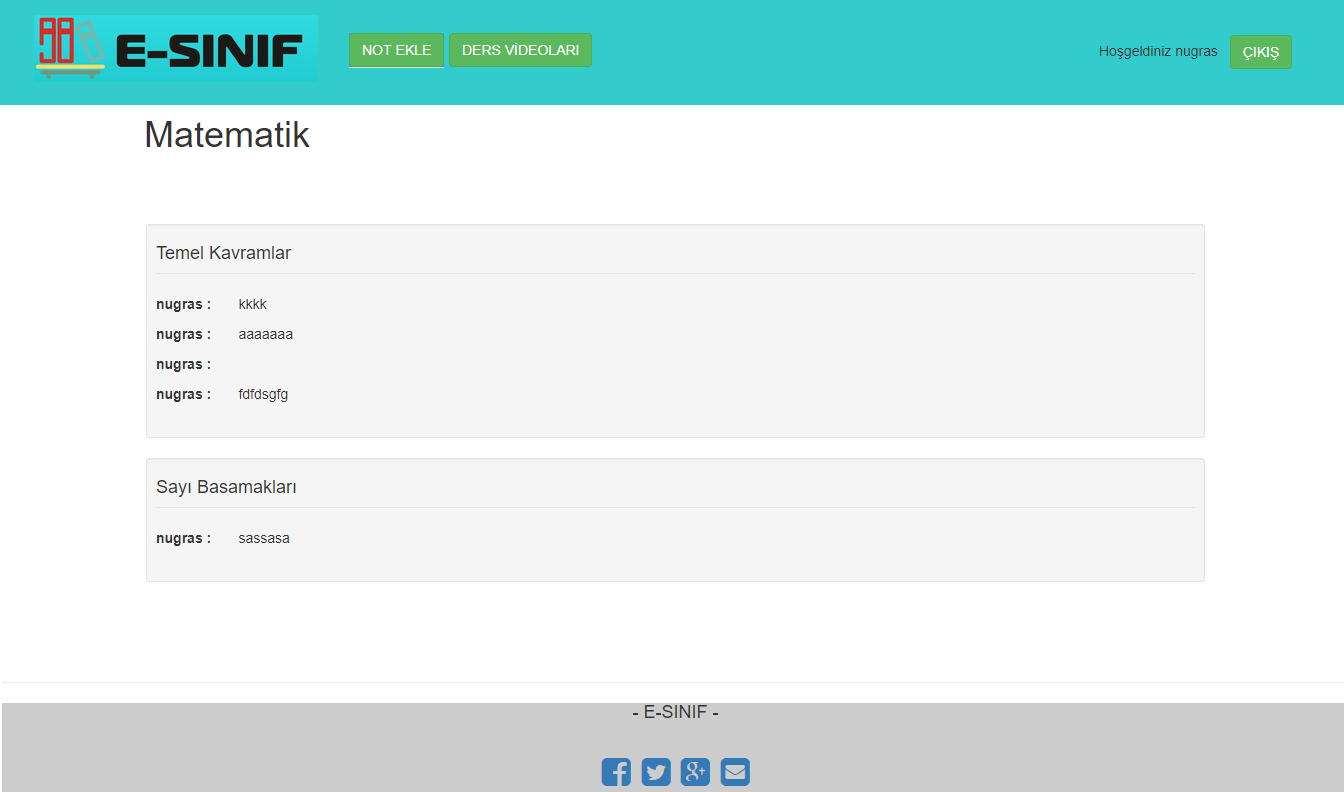 E-SINIF
NOT EKLE
DERS VİDEOLARI
Hoşgeldiniz nugras
ÇIKIŞ
Matematik
Temel Kavramlar
nugras : kkkk
nugras : aaaaaaa
nugras :
nugras : fdfdsgfg
Sayı Basamakları
nugras : sassasa
- E-SINIF -